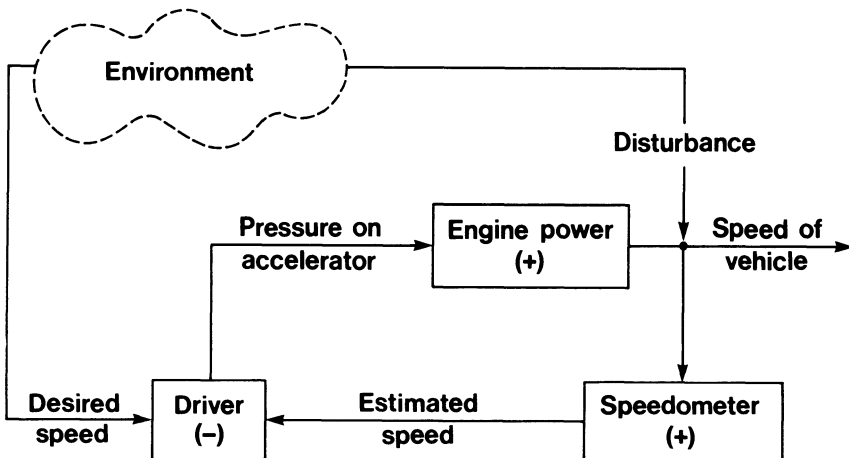 Environment
Disturbance
Pressure on
accelerator
Engine power
(+)
Speed of
vehicle
Desired
speed
Driver
(−)
Estimated
speed
Speedometer
(+)